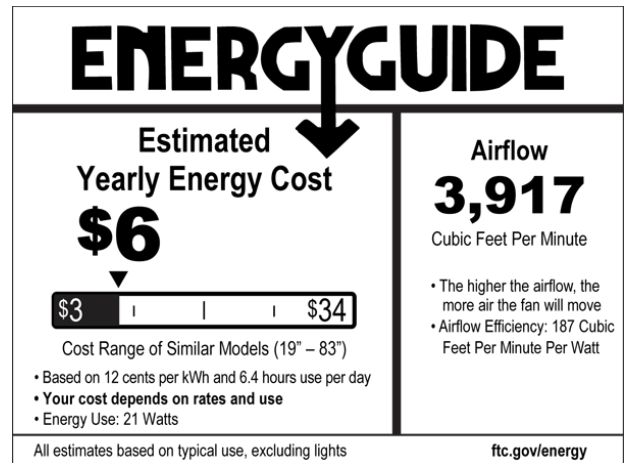 ENERGYGUIDE
Estimated
Yearly Energy Cost
$6
$3
$34
Cost Range of Similar Models (19” – 83”)
• Based on 12 cents per kWh and 6.4 hours use per day
• Your cost depends on rates and use
• Energy Use: 21 Watts
Airflow
3,917
Cubic Feet Per Minute
• The higher the airflow, the
more air the fan will move
• Airflow Efficiency: 187 Cubic
Feet Per Minute Per Watt
All estimates based on typical use, excluding lights
ftc.gov/energy